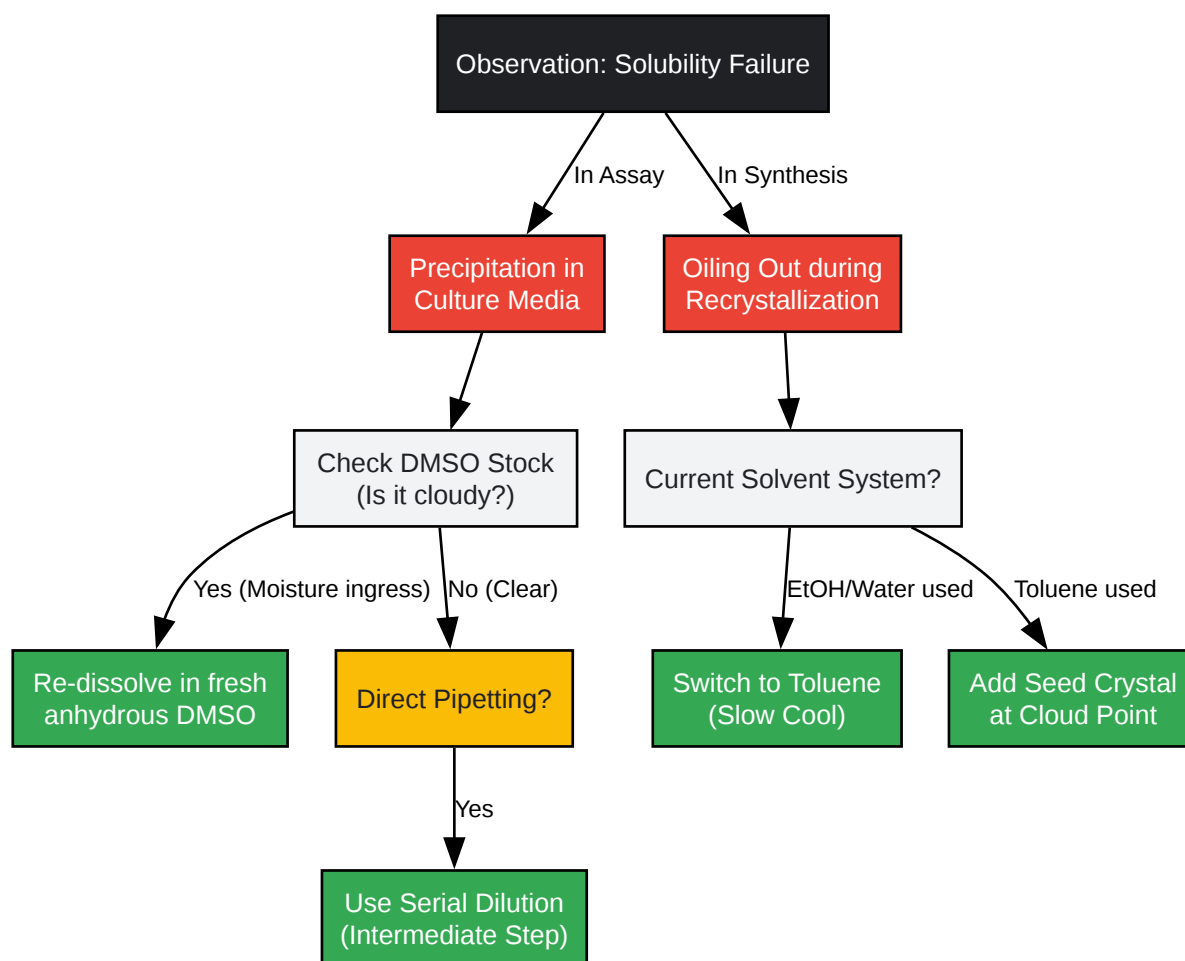 Observation: Solubility Failure
In Assay
In Synthesis
Precipitation in
Culture Media
Oiling Out during
Recrystallization
Check DMSO Stock
(Is it cloudy?)
Current Solvent System?
Yes (Moisture ingress)
No (Clear)
EtOH/Water used
Toluene used
Re-dissolve in fresh
anhydrous DMSO
Direct Pipetting?
Switch to Toluene
(Slow Cool)
Add Seed Crystal
at Cloud Point
Yes
Use Serial Dilution
(Intermediate Step)